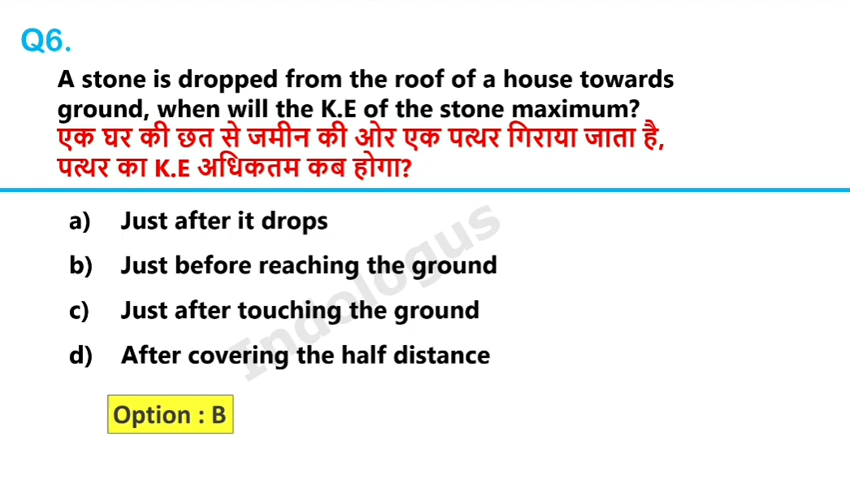 Q6.
A stone is dropped from the roof of a house towards
ground, when will the K.E of the stone maximum?
एक घर की छत से जमीन की ओर एक पत्थर गिराया जाता है,
पत्थर का K.E अधिकतम कब होगा?
a) Just after it drops
b) Just before reaching the ground
c) Just after touching the ground
d) After covering the half distance
Indologus
Option : B